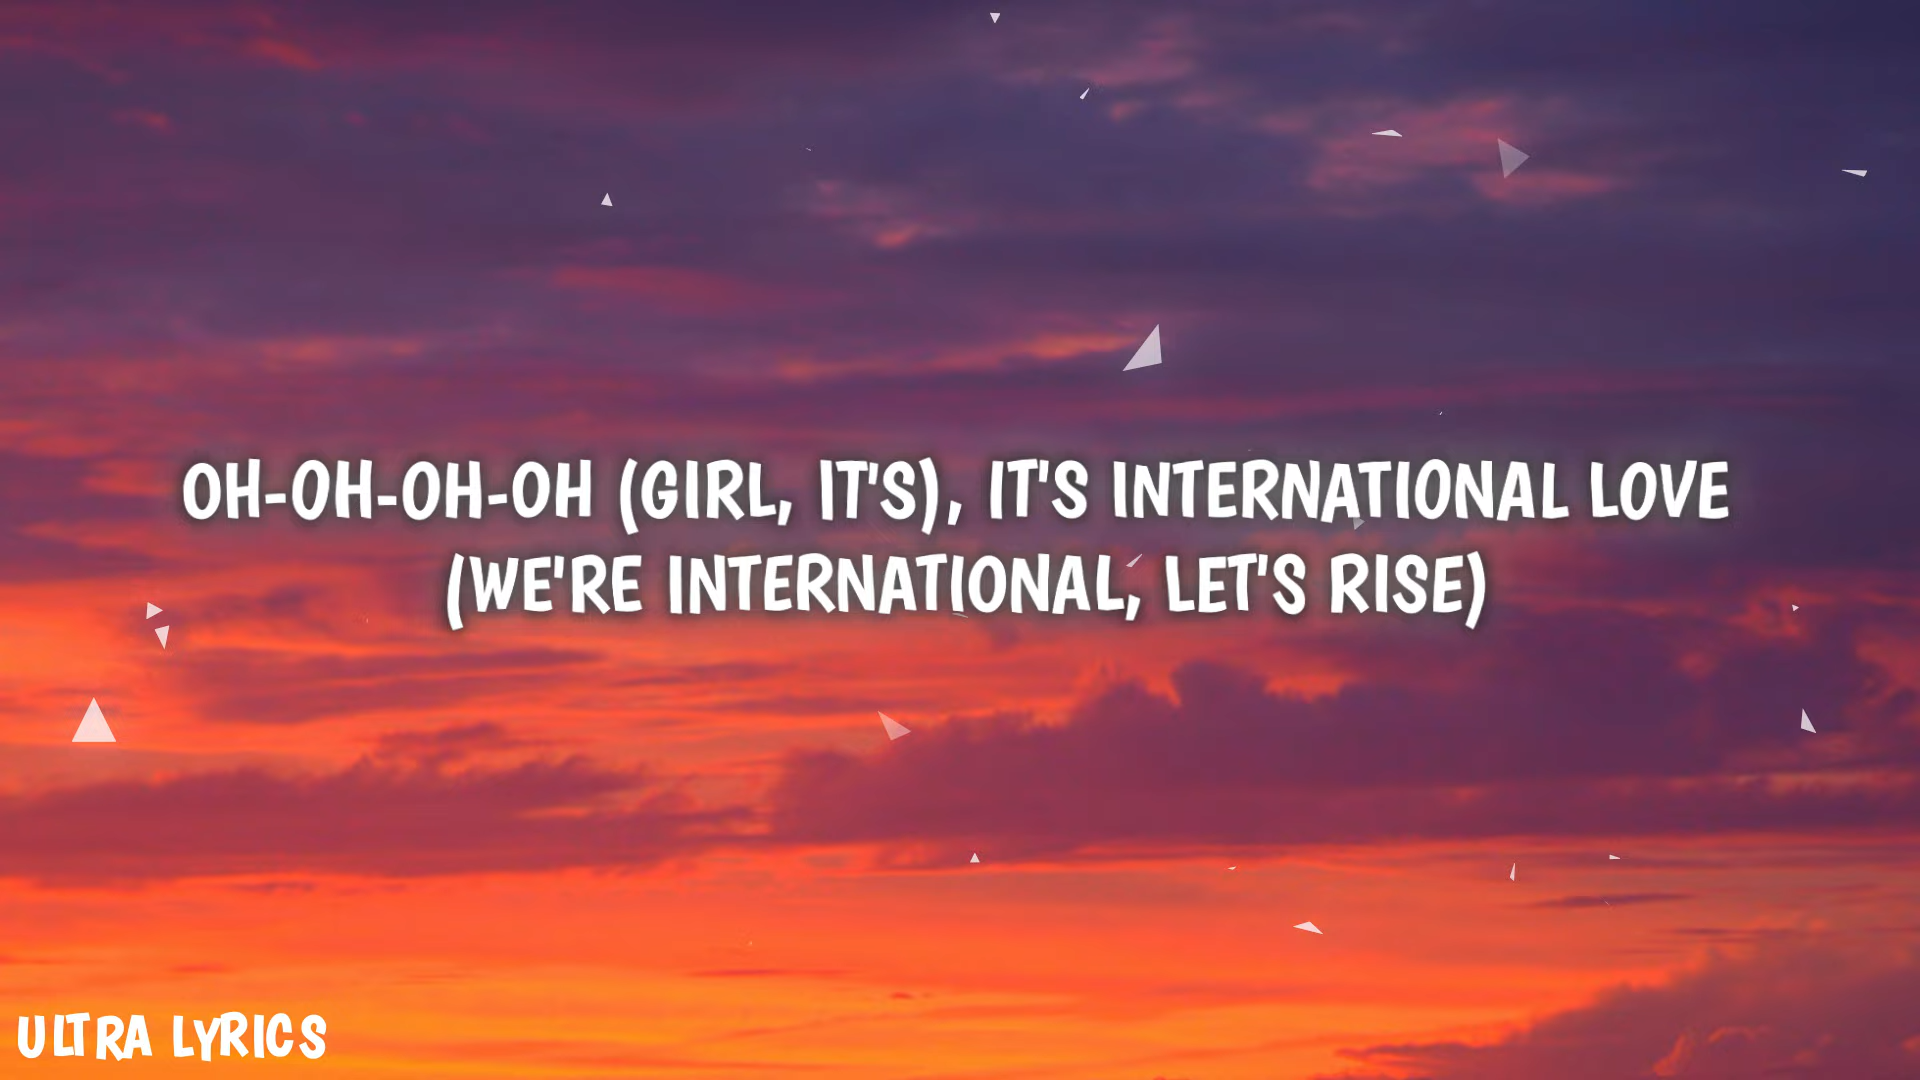 OH-OH-OH-OH (GIRL, IT'S), IT'S INTERNATIONAL LOVE
(WE'RE INTERNATIONAL, LET'S RISE)
ULTRA LYRICS